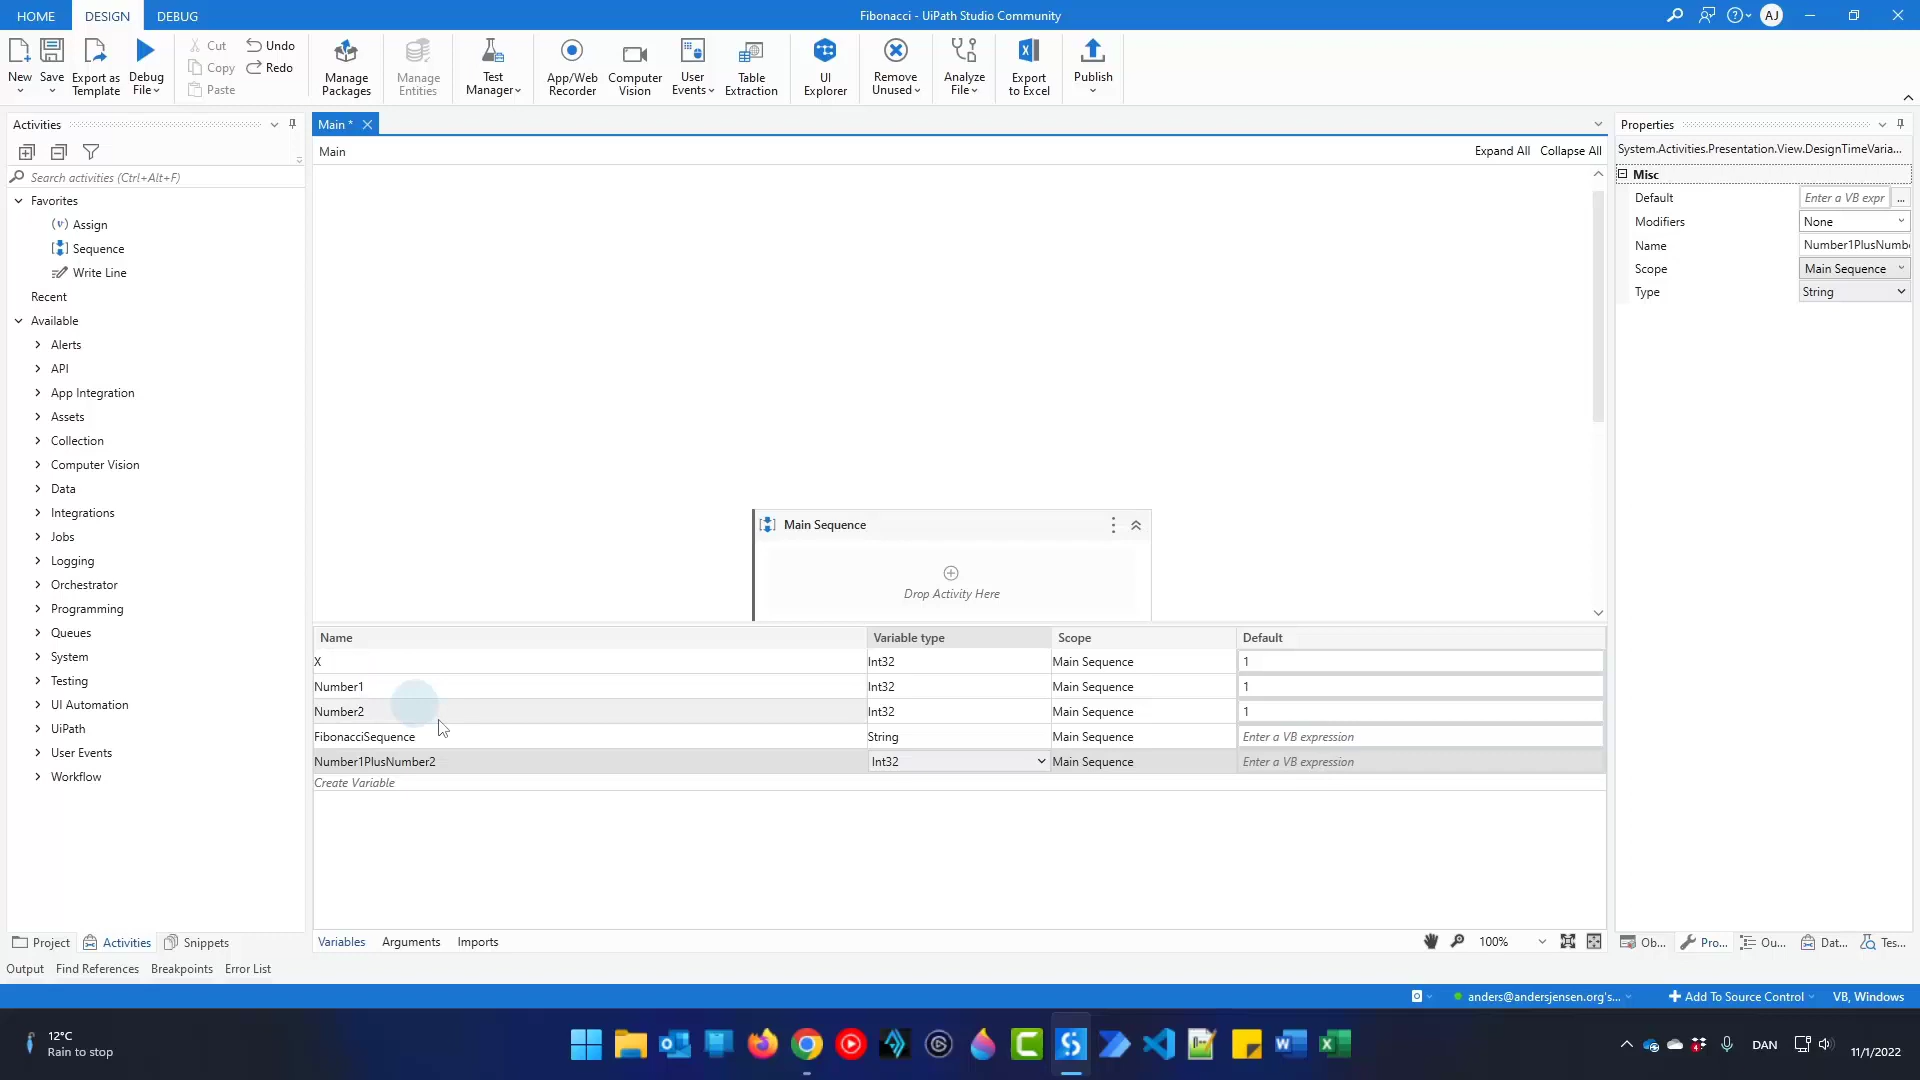 HOME DESIGN DEBUG
Fibonacci - UiPath Studio Community
AJ
New
Save
Export as Template
Debug File
Cut
Copy
Paste
Undo
Redo
Manage Packages
Manage Entities
Test Manager
App/Web Recorder
Computer Vision
User Events
Table Extraction
UI Explorer
Remove Unused
Analyze File
Export to Excel
Publish
Activities
Search activities (Ctrl+Alt+F)
Favorites
(v) Assign
Sequence
Write Line
Recent
Available
Alerts
API
App Integration
Assets
Collection
Computer Vision
Data
Integrations
Jobs
Logging
Orchestrator
Programming
Queues
System
Testing
UI Automation
UiPath
User Events
Workflow
Project Activities Snippets
Main *
Main
Expand All Collapse All
Main Sequence
Drop Activity Here
Name Variable type Scope Default
X Int32 Main Sequence 1
Number1 Int32 Main Sequence 1
Number2 Int32 Main Sequence 1
FibonacciSequence String Main Sequence Enter a VB expression
Number1PlusNumber2 Int32 Main Sequence Enter a VB expression
Create Variable
Variables Arguments Imports
100%
Properties
System.Activities.Presentation.View.DesignTimeVaria...
Misc
Default Enter a VB expr ...
Modifiers None
Name Number1PlusNumb
Scope Main Sequence
Type String
Ob... Pro... Ou... Dat... Tes...
Output Find References Breakpoints Error List
anders@andersjensen.org's... Add To Source Control VB, Windows
12°C
Rain to stop
DAN
11/1/2022